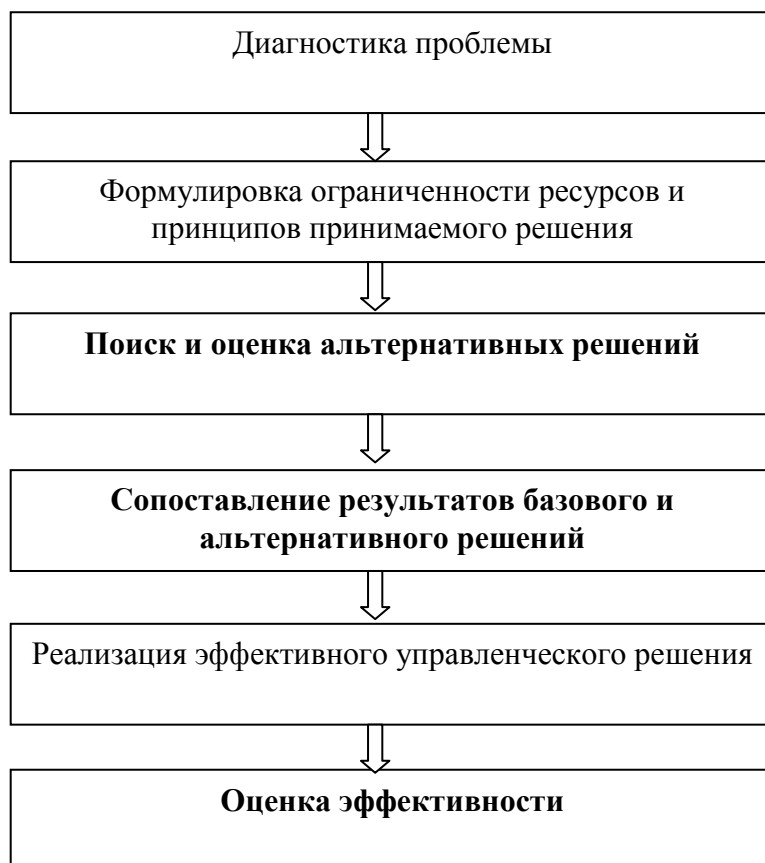 Диагностика проблемы
Формулировка ограниченности ресурсов и
принципов принимаемого решения
Поиск и оценка альтернативных решений
Сопоставление результатов базового и
альтернативного решений
Реализация эффективного управленческого решения
Оценка эффективности